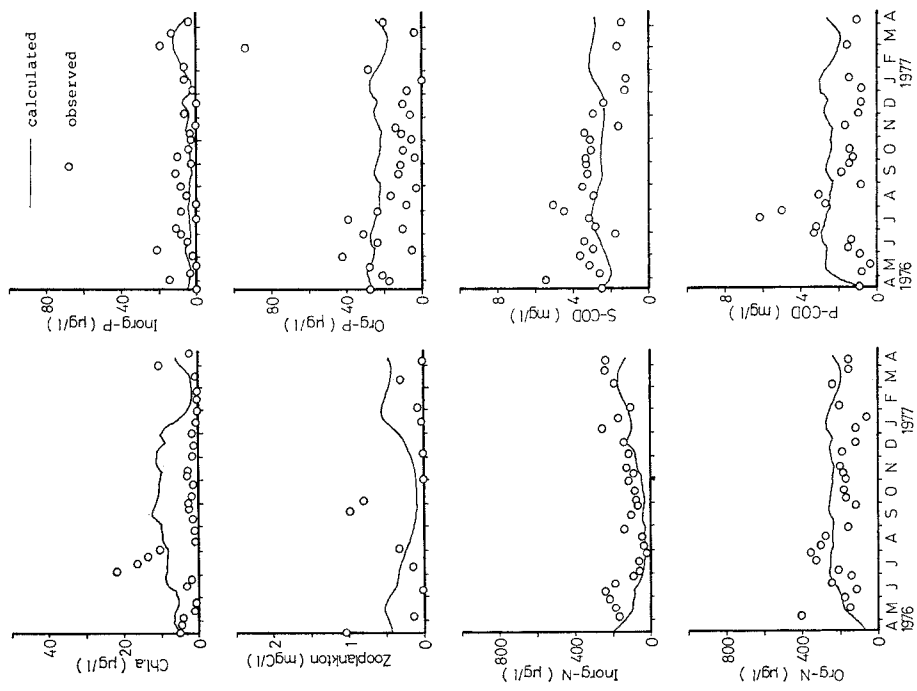 calculated
observed
80
40
0
Inorg-P ( μg/l )
80
40
0
Org-P ( μg/l )
8
4
0
S-COD ( mg/l )
8
4
0
P-COD ( mg/l )
A M J J A S O N D J F M A
1976 1977
20
0
Chl.a ( μg/l )
2
1
0
Zooplankton ( mgC/l )
800
400
0
Inorg-N ( μg/l )
800
400
0
Org-N ( μg/l )
A M J J A S O N D J F M A
1976 1977